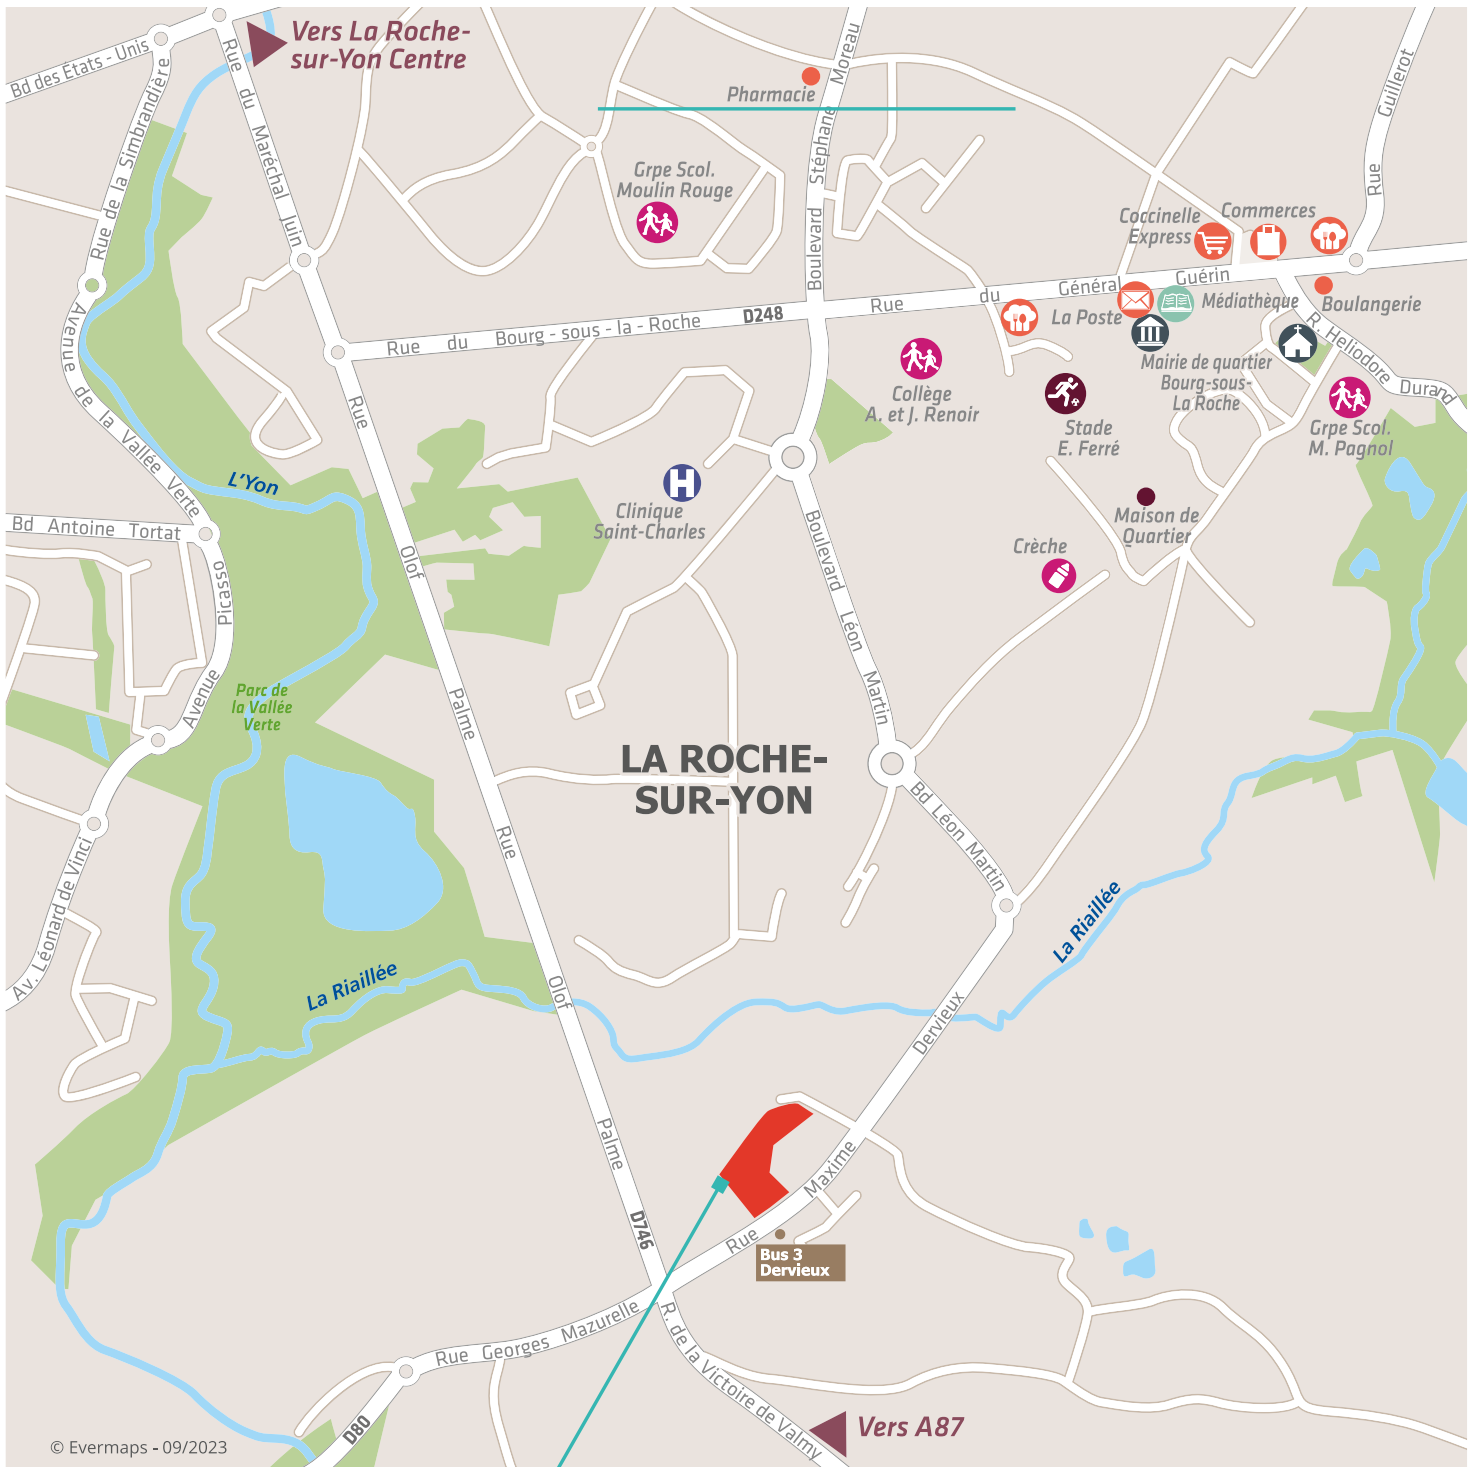 Vers La Roche-
sur-Yon Centre
Bd des États - Unis
Rue de la Simbrandière
Rue du Maréchal Juin
Pharmacie
Boulevard Stéphane Moreau
Rue Guillerot
Grpe Scol.
Moulin Rouge
Coccinelle
Express
Commerces
Rue du Bourg - sous - la - Roche
D248
Rue du Général Guérin
La Poste
Médiathèque
Boulangerie
Mairie de quartier
Bourg-sous-
La Roche
R. Heliodore Durand
Collège
A. et J. Renoir
Stade
E. Ferré
Grpe Scol.
M. Pagnol
Avenue de la Vallée Verte
L'Yon
Bd Antoine Tortat
Clinique
Saint-Charles
Maison de
Quartier
Crèche
Rue Olof Palme
Boulevard Léon Martin
Avenue Picasso
Parc de
la Vallée
Verte
LA ROCHE-
SUR-YON
Bd Léon Martin
Av. Léonard de Vinci
Rue Olof Palme
La Riaillée
La Riaillée
D746
Rue Maxime Dervieux
Bus 3
Dervieux
Rue Georges Mazurelle
R. de la Victoire de Valmy
D80
Vers A87
© Evermaps - 09/2023